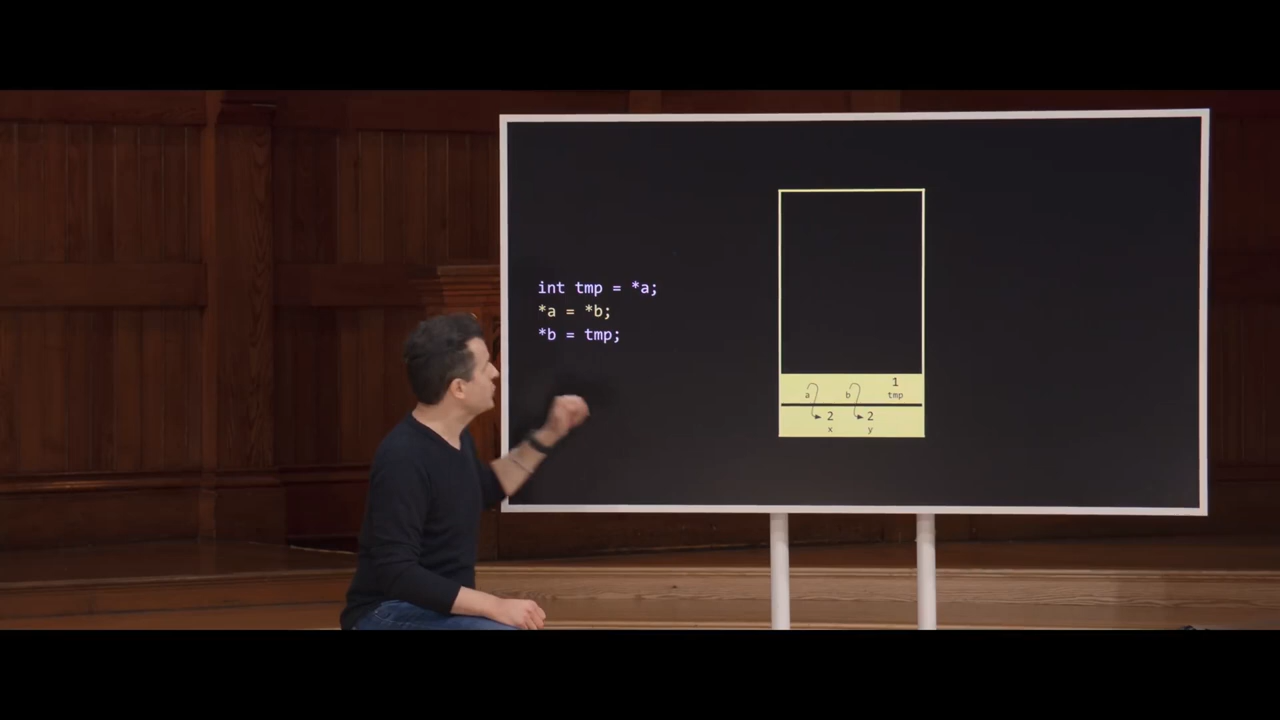 int tmp = *a;
*a = *b;
*b = tmp;
1
a b tmp
2 2
x y